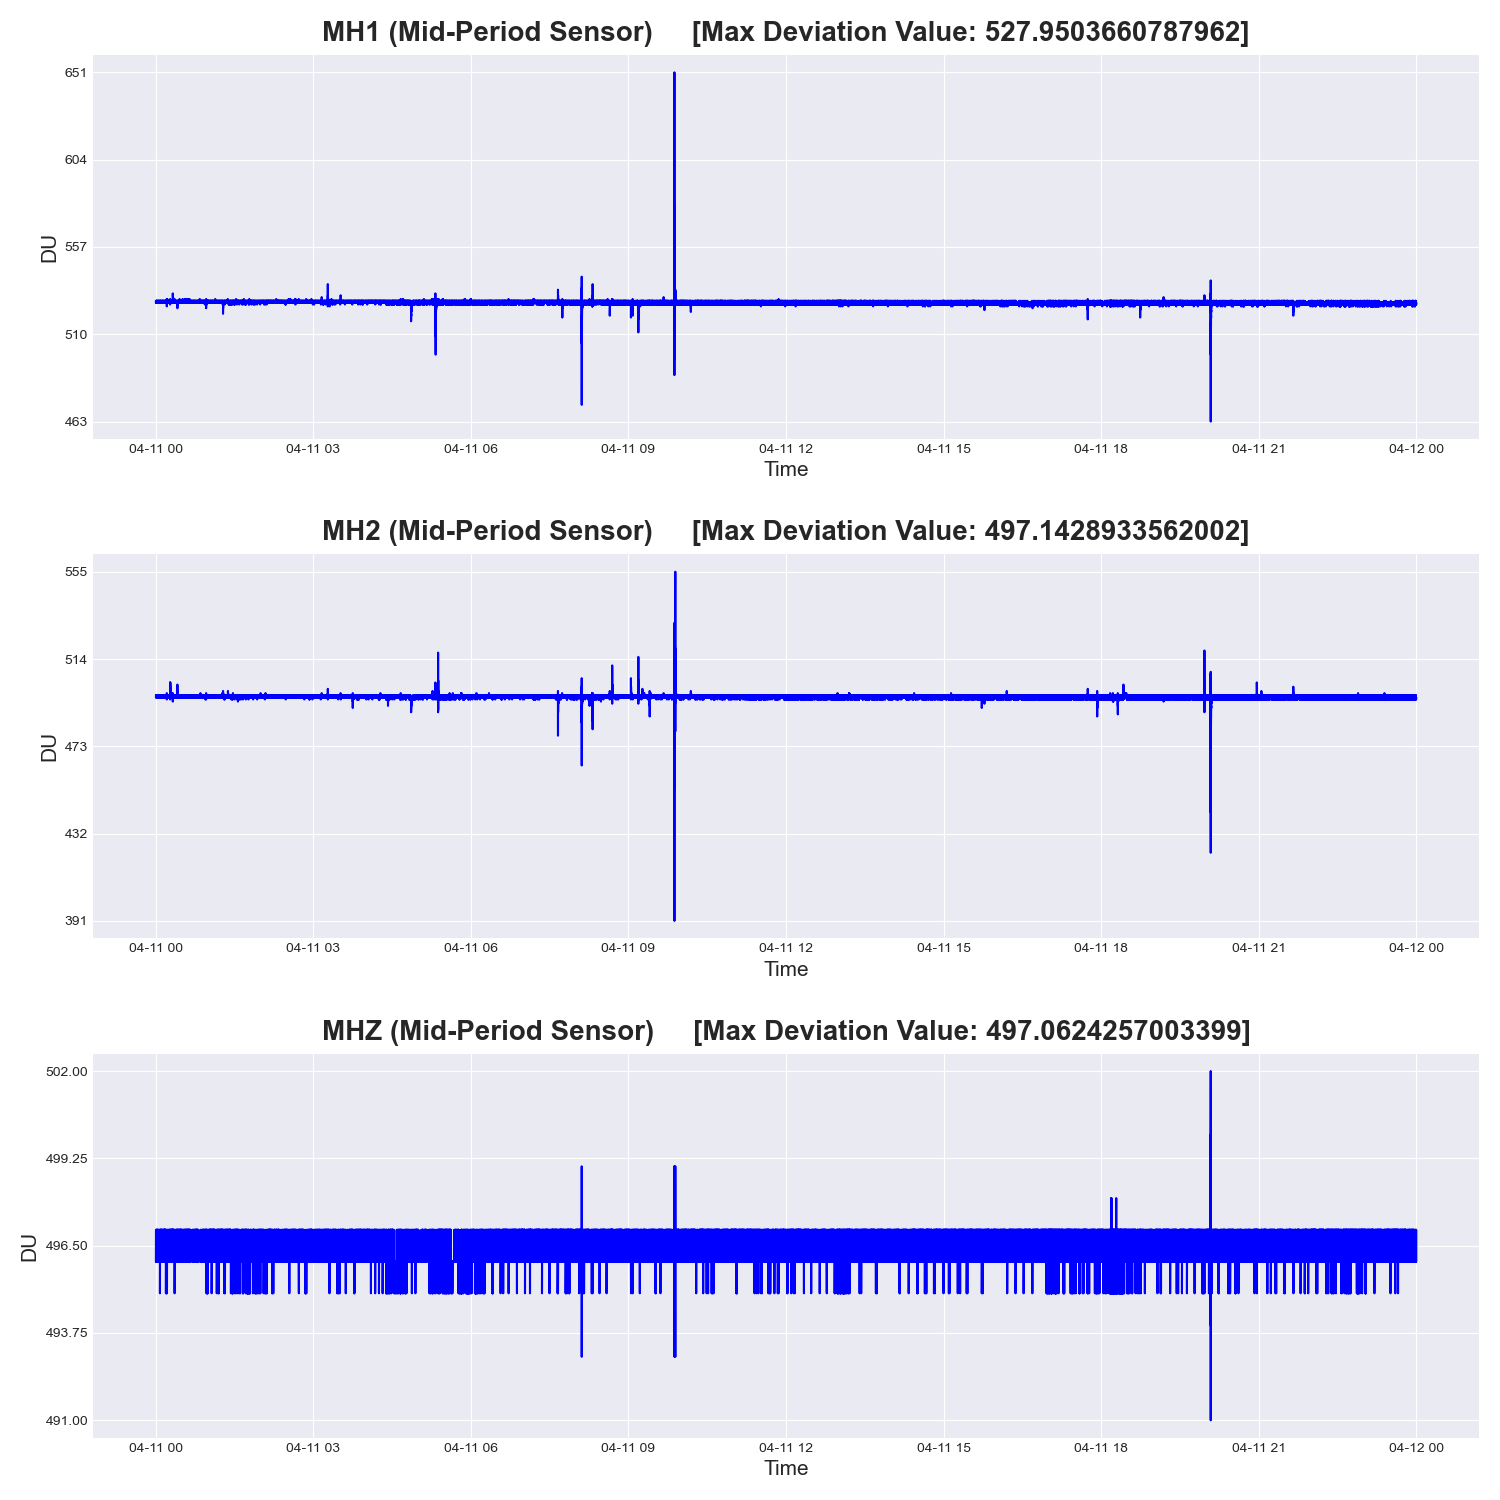 MH1 (Mid-Period Sensor) [Max Deviation Value: 527.9503660787962]
651
604
557
510
463
DU
04-11 00 04-11 03 04-11 06 04-11 09 04-11 12 04-11 15 04-11 18 04-11 21 04-12 00
Time
MH2 (Mid-Period Sensor) [Max Deviation Value: 497.1428933562002]
555
514
473
432
391
DU
04-11 00 04-11 03 04-11 06 04-11 09 04-11 12 04-11 15 04-11 18 04-11 21 04-12 00
Time
MHZ (Mid-Period Sensor) [Max Deviation Value: 497.0624257003399]
502.00
499.25
496.50
493.75
491.00
DU
04-11 00 04-11 03 04-11 06 04-11 09 04-11 12 04-11 15 04-11 18 04-11 21 04-12 00
Time